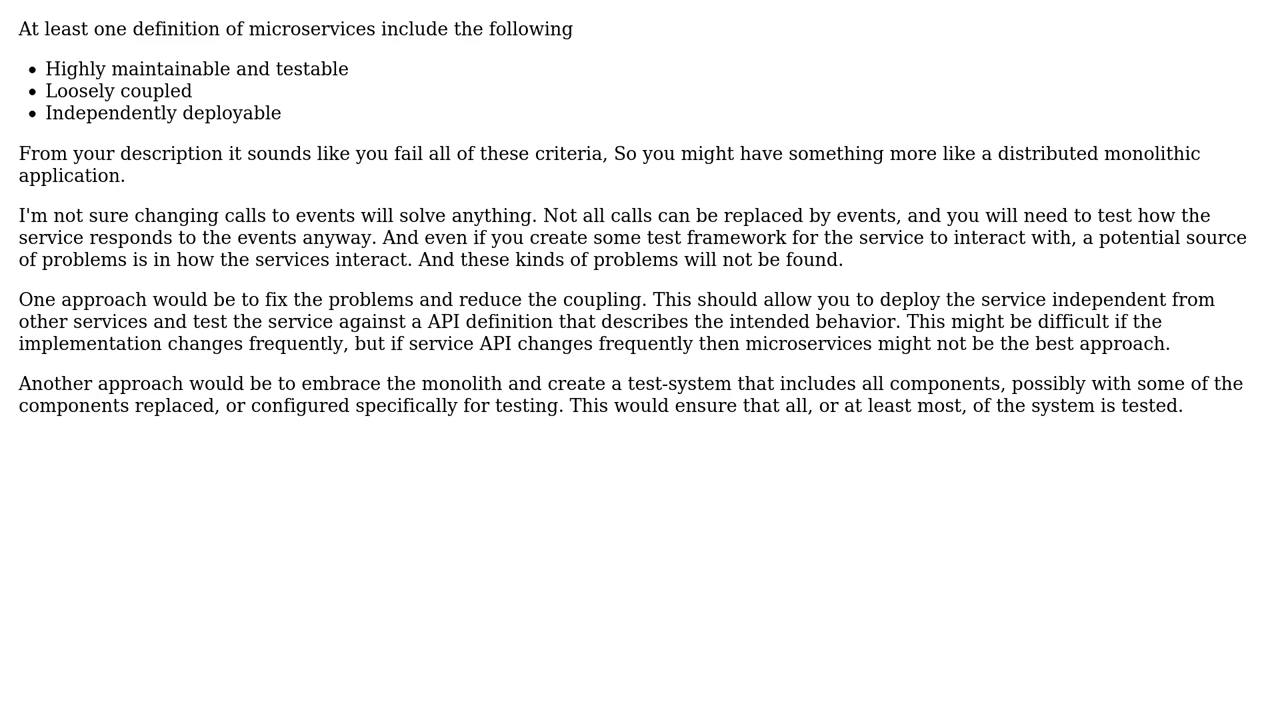 At least one definition of microservices include the following
• Highly maintainable and testable
• Loosely coupled
• Independently deployable
From your description it sounds like you fail all of these criteria, So you might have something more like a distributed monolithic
application.
I'm not sure changing calls to events will solve anything. Not all calls can be replaced by events, and you will need to test how the
service responds to the events anyway. And even if you create some test framework for the service to interact with, a potential source
of problems is in how the services interact. And these kinds of problems will not be found.
One approach would be to fix the problems and reduce the coupling. This should allow you to deploy the service independent from
other services and test the service against a API definition that describes the intended behavior. This might be difficult if the
implementation changes frequently, but if service API changes frequently then microservices might not be the best approach.
Another approach would be to embrace the monolith and create a test-system that includes all components, possibly with some of the
components replaced, or configured specifically for testing. This would ensure that all, or at least most, of the system is tested.